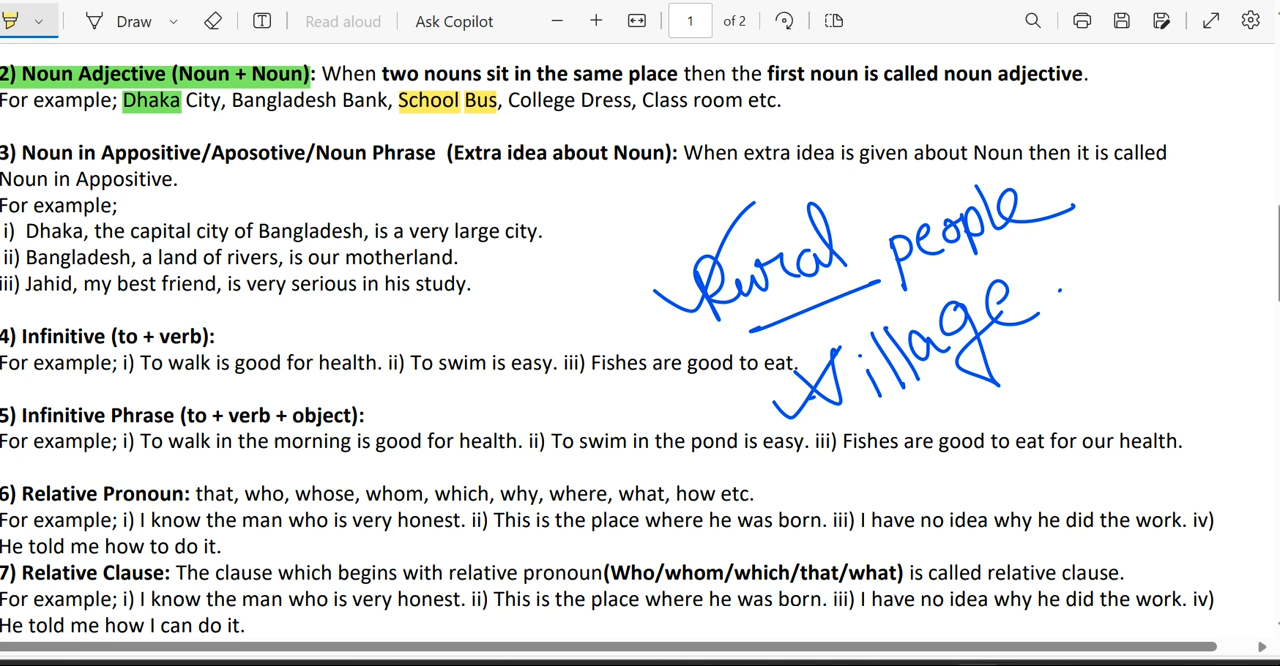 Draw
Read aloud
Ask Copilot
1
of 2
2) Noun Adjective (Noun + Noun): When two nouns sit in the same place then the first noun is called noun adjective.
For example; Dhaka City, Bangladesh Bank, School Bus, College Dress, Class room etc.
3) Noun in Appositive/Aposotive/Noun Phrase (Extra idea about Noun): When extra idea is given about Noun then it is called
Noun in Appositive.
For example;
i) Dhaka, the capital city of Bangladesh, is a very large city.
ii) Bangladesh, a land of rivers, is our motherland.
iii) Jahid, my best friend, is very serious in his study.
Rural people
Village
4) Infinitive (to + verb):
For example; i) To walk is good for health. ii) To swim is easy. iii) Fishes are good to eat.
5) Infinitive Phrase (to + verb + object):
For example; i) To walk in the morning is good for health. ii) To swim in the pond is easy. iii) Fishes are good to eat for our health.
6) Relative Pronoun: that, who, whose, whom, which, why, where, what, how etc.
For example; i) I know the man who is very honest. ii) This is the place where he was born. iii) I have no idea why he did the work. iv)
He told me how to do it.
7) Relative Clause: The clause which begins with relative pronoun(Who/whom/which/that/what) is called relative clause.
For example; i) I know the man who is very honest. ii) This is the place where he was born. iii) I have no idea why he did the work. iv)
He told me how I can do it.